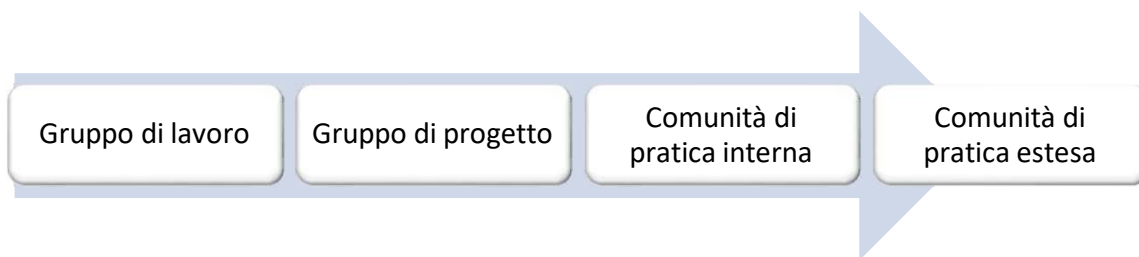 Gruppo di lavoro
Gruppo di progetto
Comunità di
pratica interna
Comunità di
pratica estesa